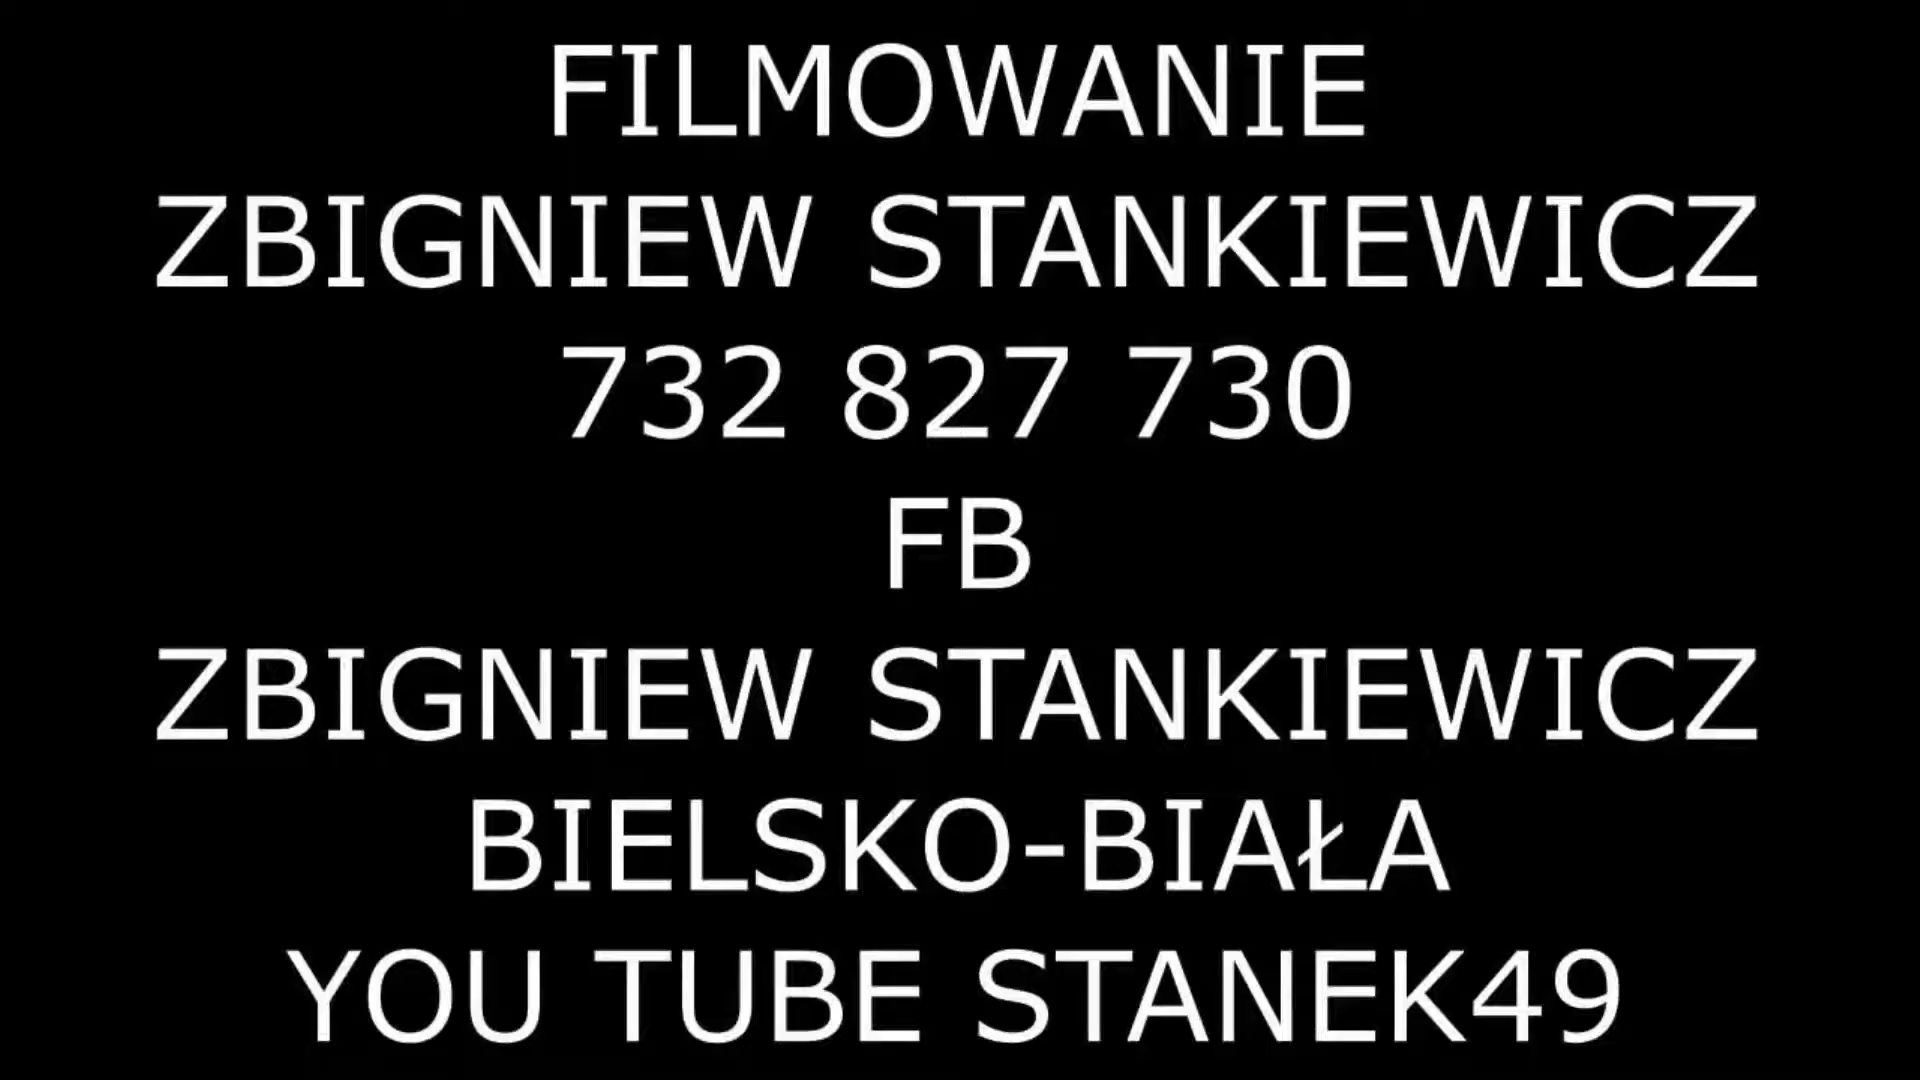 FILMOWANIE
ZBIGNIEW STANKIEWICZ
732 827 730
FB
ZBIGNIEW STANKIEWICZ
BIELSKO-BIAŁA
YOU TUBE STANEK49